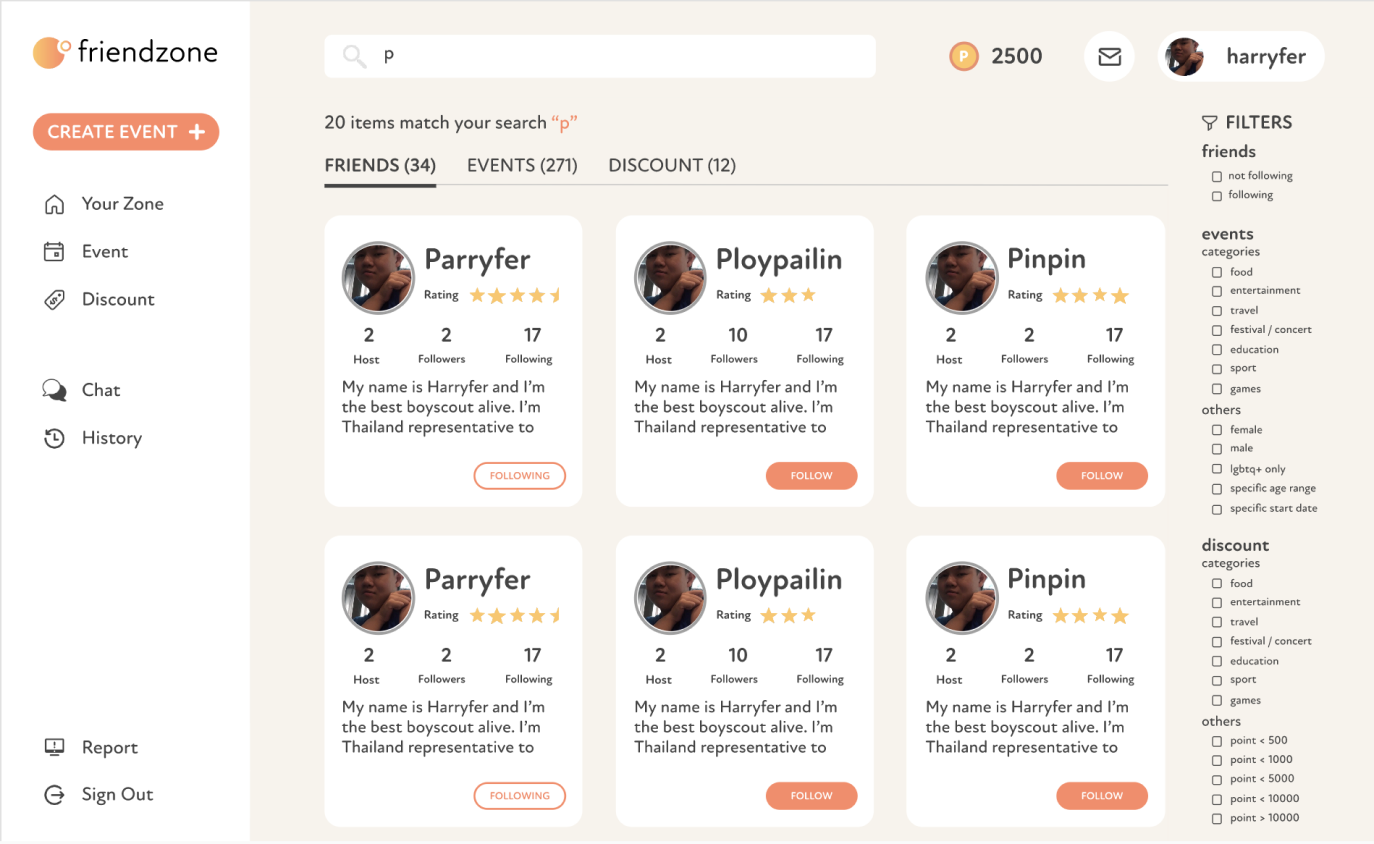 friendzone
CREATE EVENT +
Your Zone
Event
Discount
Chat
History
Report
Sign Out
p
P 2500
harryfer
20 items match your search “p”
FRIENDS (34) EVENTS (271) DISCOUNT (12)
Parryfer
Rating
2 2 17
Host Followers Following
My name is Harryfer and I’m
the best boyscout alive. I’m
Thailand representative to
FOLLOWING
Ploypailin
Rating
2 10 17
Host Followers Following
My name is Harryfer and I’m
the best boyscout alive. I’m
Thailand representative to
FOLLOW
Pinpin
Rating
2 2 17
Host Followers Following
My name is Harryfer and I’m
the best boyscout alive. I’m
Thailand representative to
FOLLOW
Parryfer
Rating
2 2 17
Host Followers Following
My name is Harryfer and I’m
the best boyscout alive. I’m
Thailand representative to
FOLLOWING
Ploypailin
Rating
2 10 17
Host Followers Following
My name is Harryfer and I’m
the best boyscout alive. I’m
Thailand representative to
FOLLOW
Pinpin
Rating
2 2 17
Host Followers Following
My name is Harryfer and I’m
the best boyscout alive. I’m
Thailand representative to
FOLLOW
FILTERS
friends
not following
following
events
categories
food
entertainment
travel
festival / concert
education
sport
games
others
female
male
lgbtq+ only
specific age range
specific start date
discount
categories
food
entertainment
travel
festival / concert
education
sport
games
others
point < 500
point < 1000
point < 5000
point < 10000
point > 10000